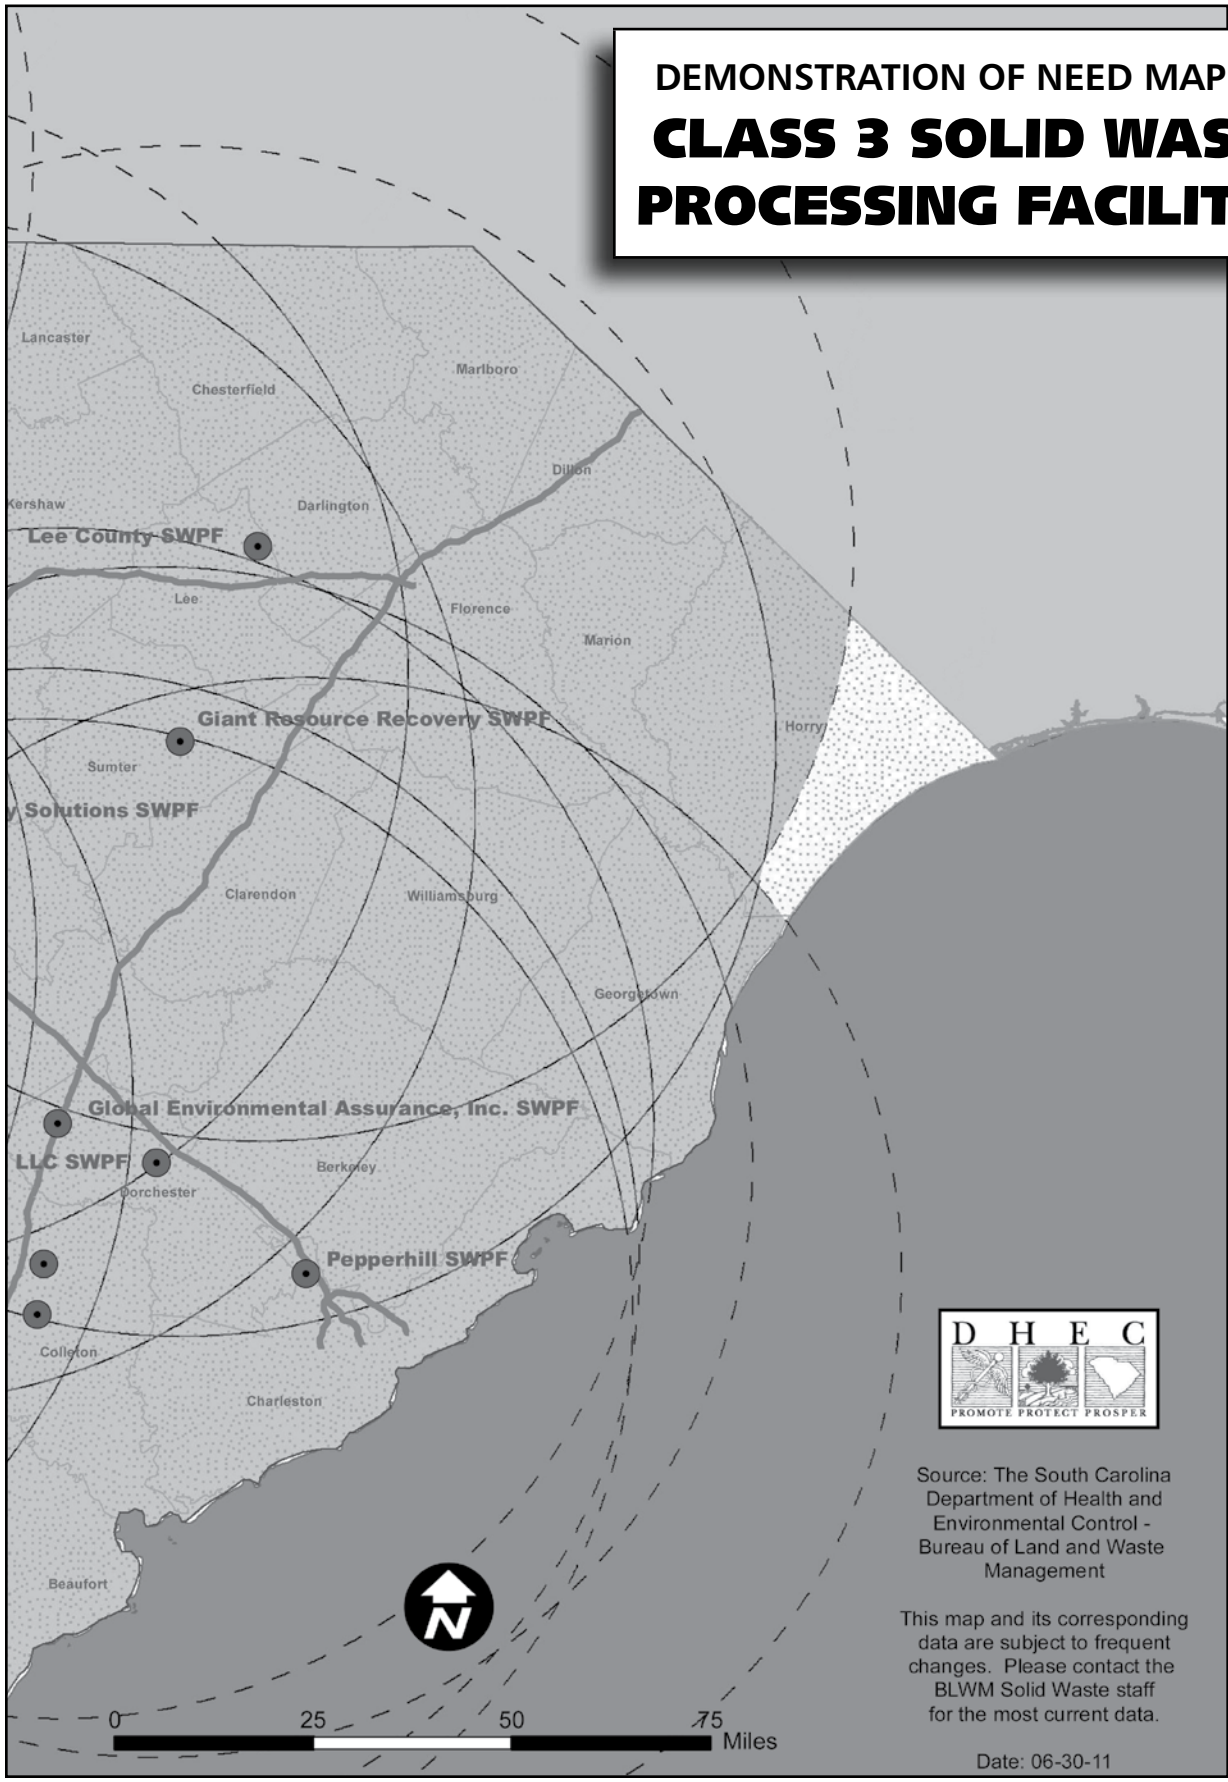 DEMONSTRATION OF NEED MAP
CLASS 3 SOLID WAS
PROCESSING FACILIT
Lancaster
Chesterfield
Marlboro
Dillon
Kershaw
Darlington
Lee County SWPF
Lee
Florence
Marion
Giant Resource Recovery SWPF
Horry
Sumter
y Solutions SWPF
Clarendon
Williamsburg
Georgetown
Global Environmental Assurance, Inc. SWPF
LLC SWPF
Berkeley
Dorchester
Pepperhill SWPF
Colleton
Charleston
Beaufort
N
0 25 50 75
Miles
D H E C
PROMOTE PROTECT PROSPER
Source: The South Carolina
Department of Health and
Environmental Control -
Bureau of Land and Waste
Management
This map and its corresponding
data are subject to frequent
changes. Please contact the
BLWM Solid Waste staff
for the most current data.
Date: 06-30-11